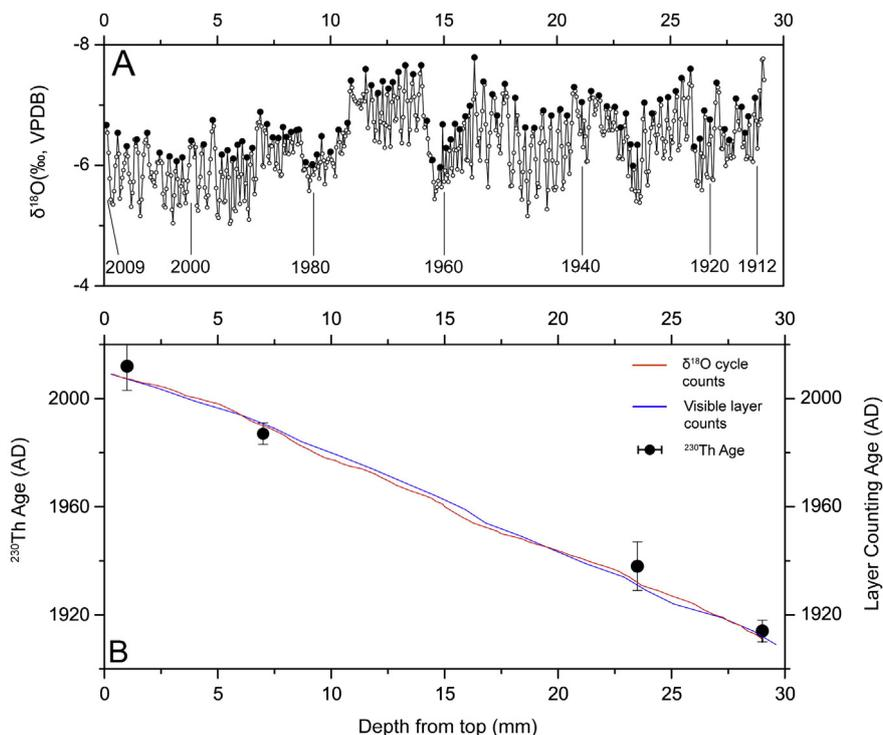 0 5 10 15 20 25 30
-8
A
-6
δ¹⁸O(‰, VPDB)
2009 2000 1980 1960 1940 1920 1912
-4
0 5 10 15 20 25 30
δ¹⁸O cycle
counts
Visible layer
counts
²³⁰Th Age
2000 2000
1960 1960
1920 1920
²³⁰Th Age (AD)
Layer Counting Age (AD)
B
0 5 10 15 20 25 30
Depth from top (mm)